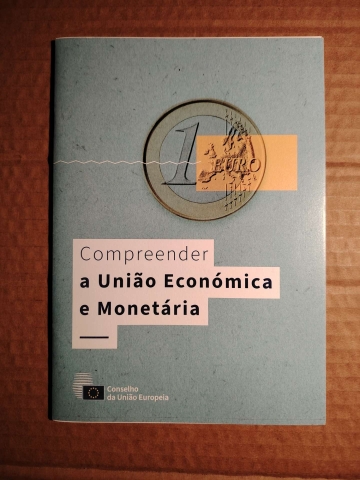 1 EURO
Compreender
a União Económica
e Monetária
Conselho
da União Europeia